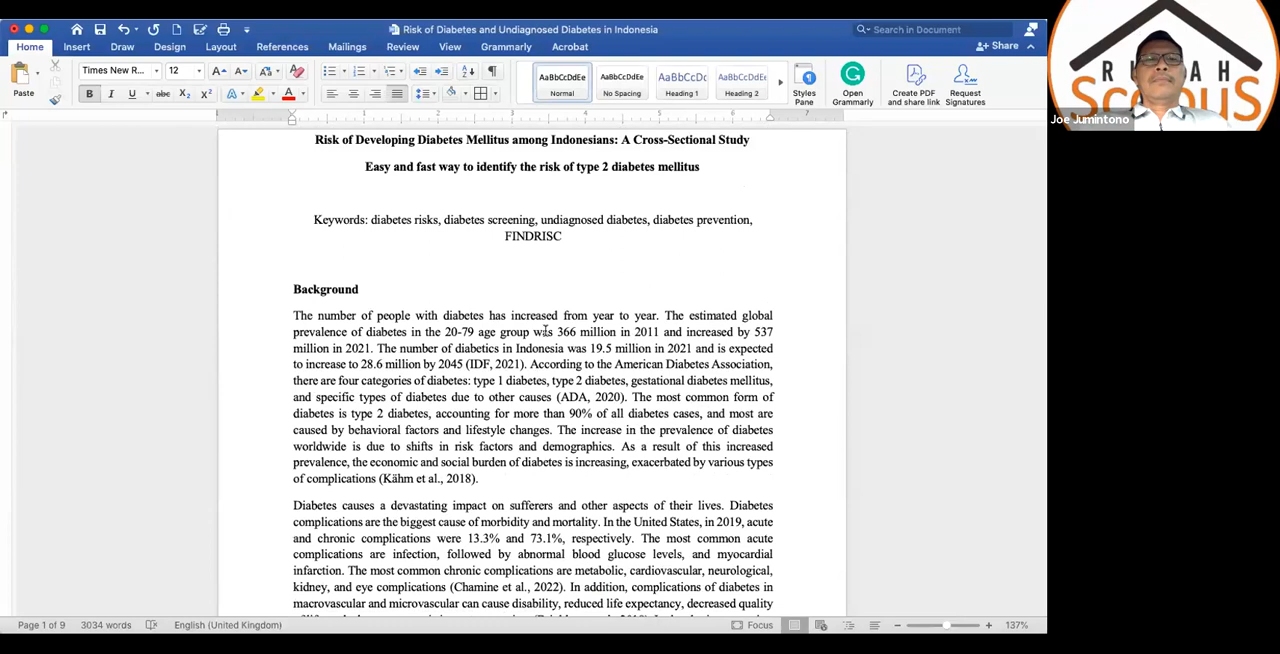 Risk of Diabetes and Undiagnosed Diabetes in Indonesia
Search in Document
Home Insert Draw Design Layout References Mailings Review View Grammarly Acrobat
Share
Times New R... 12
Paste
AaBbCcDdEe AaBbCcDdEe AaBbCcDc AaBbCcDdEe
Normal No Spacing Heading 1 Heading 2
Styles Pane
Open Grammarly
Create PDF and share link
Request Signatures
RUMAH
Joe Jumintono
Risk of Developing Diabetes Mellitus among Indonesians: A Cross-Sectional Study
Easy and fast way to identify the risk of type 2 diabetes mellitus
Keywords: diabetes risks, diabetes screening, undiagnosed diabetes, diabetes prevention,
FINDRISC
Background
The number of people with diabetes has increased from year to year. The estimated global
prevalence of diabetes in the 20-79 age group was 366 million in 2011 and increased by 537
million in 2021. The number of diabetics in Indonesia was 19.5 million in 2021 and is expected
to increase to 28.6 million by 2045 (IDF, 2021). According to the American Diabetes Association,
there are four categories of diabetes: type 1 diabetes, type 2 diabetes, gestational diabetes mellitus,
and specific types of diabetes due to other causes (ADA, 2020). The most common form of
diabetes is type 2 diabetes, accounting for more than 90% of all diabetes cases, and most are
caused by behavioral factors and lifestyle changes. The increase in the prevalence of diabetes
worldwide is due to shifts in risk factors and demographics. As a result of this increased
prevalence, the economic and social burden of diabetes is increasing, exacerbated by various types
of complications (Kähm et al., 2018).
Diabetes causes a devastating impact on sufferers and other aspects of their lives. Diabetes
complications are the biggest cause of morbidity and mortality. In the United States, in 2019, acute
and chronic complications were 13.3% and 73.1%, respectively. The most common acute
complications are infection, followed by abnormal blood glucose levels, and myocardial
infarction. The most common chronic complications are metabolic, cardiovascular, neurological,
kidney, and eye complications (Chamine et al., 2022). In addition, complications of diabetes in
macrovascular and microvascular can cause disability, reduced life expectancy, decreased quality
Page 1 of 9 3034 words English (United Kingdom) Focus 137%